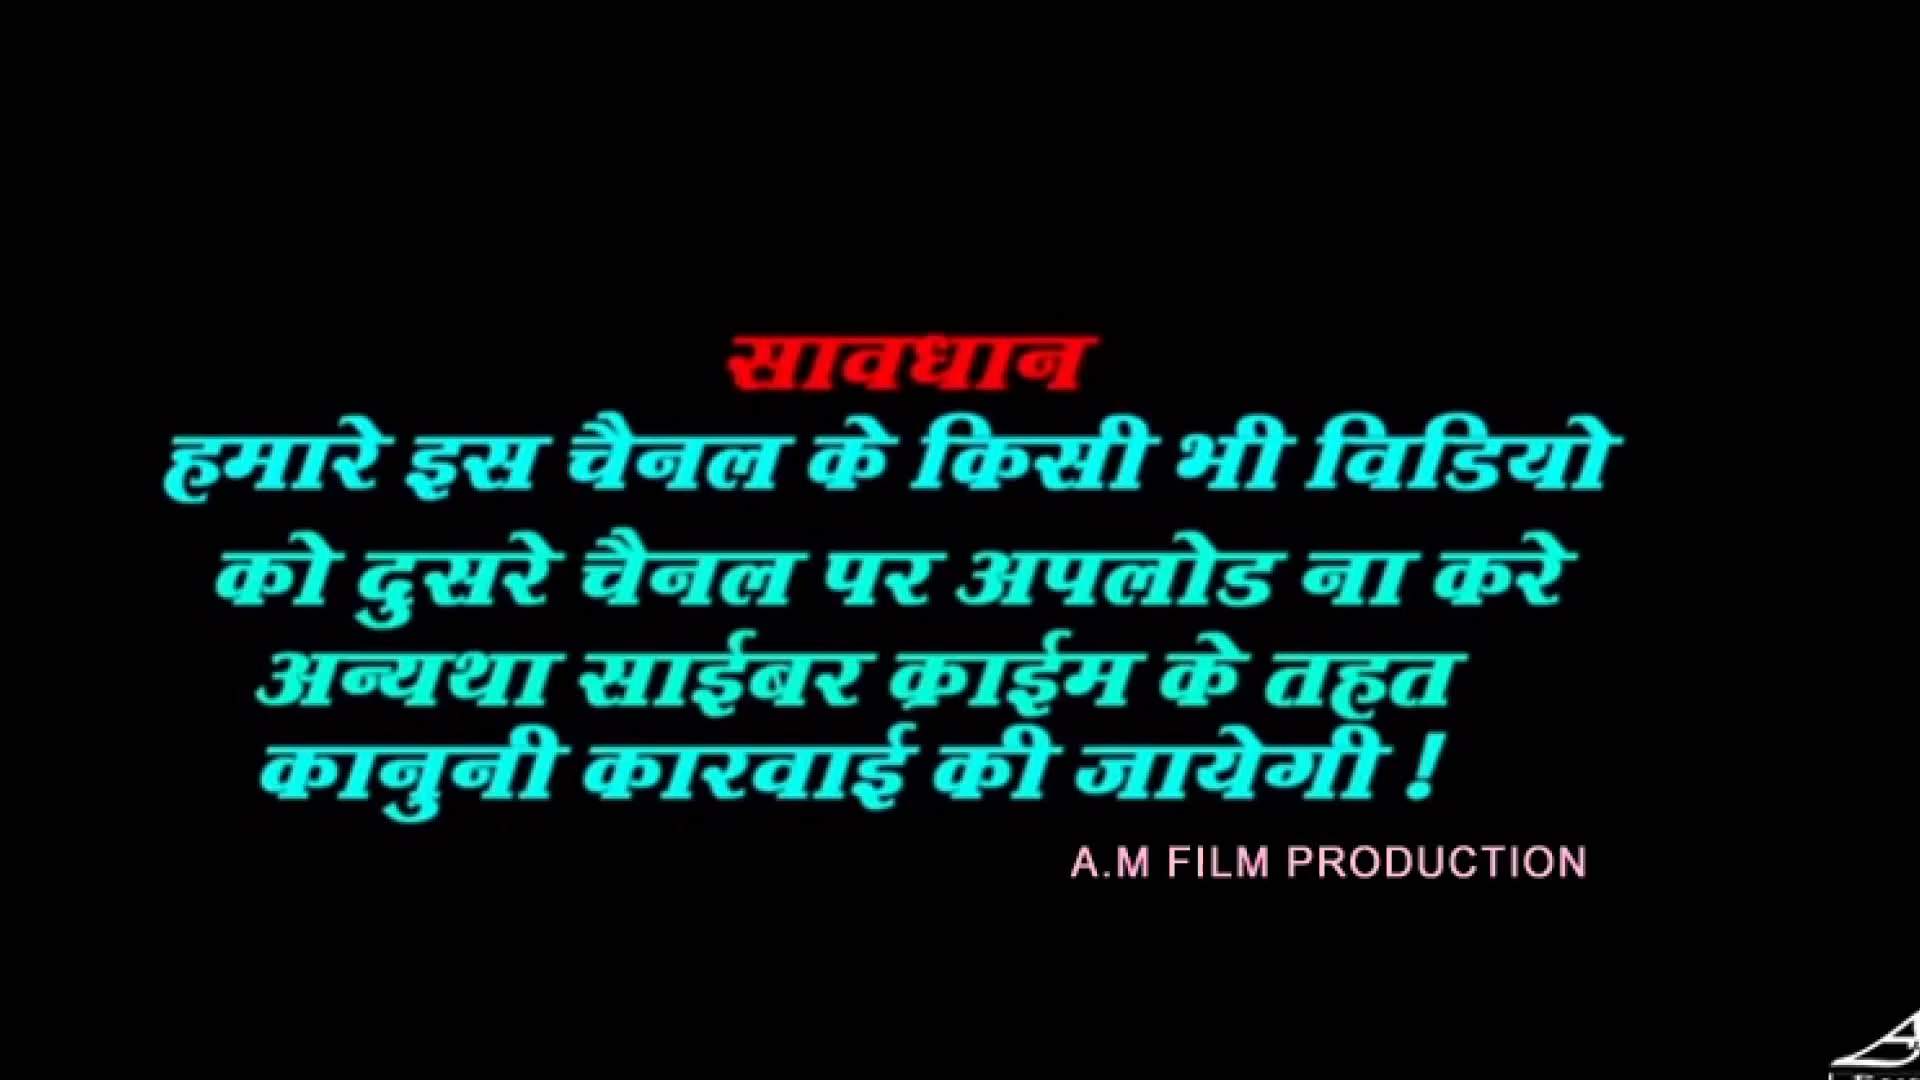 सावधान
हमारे इस चैनल के किसी भी विडियो
को दुसरे चैनल पर अपलोड ना करे
अन्यथा साईबर क्राईम के तहत
कानुनी कारवाई की जायेगी !
A.M FILM PRODUCTION